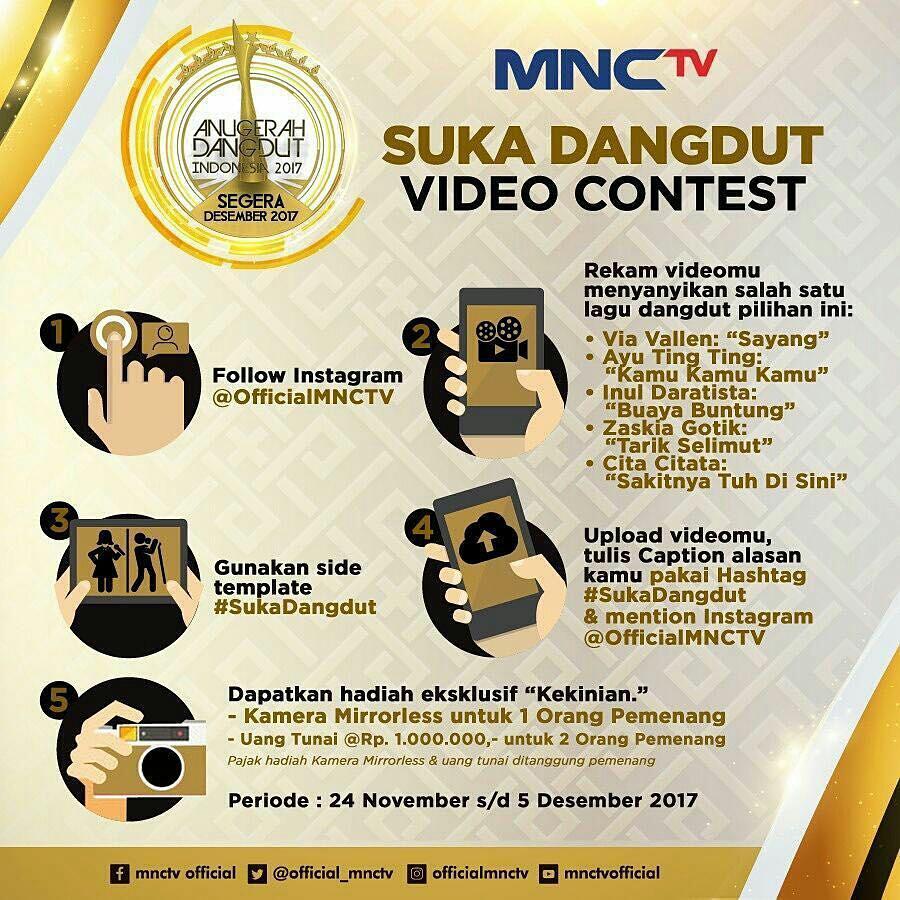 ANUGERAH
DANGDUT
INDONESIA 2017
SEGERA
DESEMBER 2017
MNCTV
SUKA DANGDUT
VIDEO CONTEST
1
Follow Instagram
@OfficialMNCTV
2
Rekam videomu
menyanyikan salah satu
lagu dangdut pilihan ini:
• Via Vallen: “Sayang”
• Ayu Ting Ting:
“Kamu Kamu Kamu”
• Inul Daratista:
“Buaya Buntung”
• Zaskia Gotik:
“Tarik Selimut”
• Cita Citata:
“Sakitnya Tuh Di Sini”
3
Gunakan side
template
#SukaDangdut
4
Upload videomu,
tulis Caption alasan
kamu pakai Hashtag
#SukaDangdut
& mention Instagram
@OfficialMNCTV
5
Dapatkan hadiah eksklusif “Kekinian.”
- Kamera Mirrorless untuk 1 Orang Pemenang
- Uang Tunai @Rp. 1.000.000,- untuk 2 Orang Pemenang
Pajak hadiah Kamera Mirrorless & uang tunai ditanggung pemenang
Periode : 24 November s/d 5 Desember 2017
mnctv official @official_mnctv officialmnctv mnctvofficial